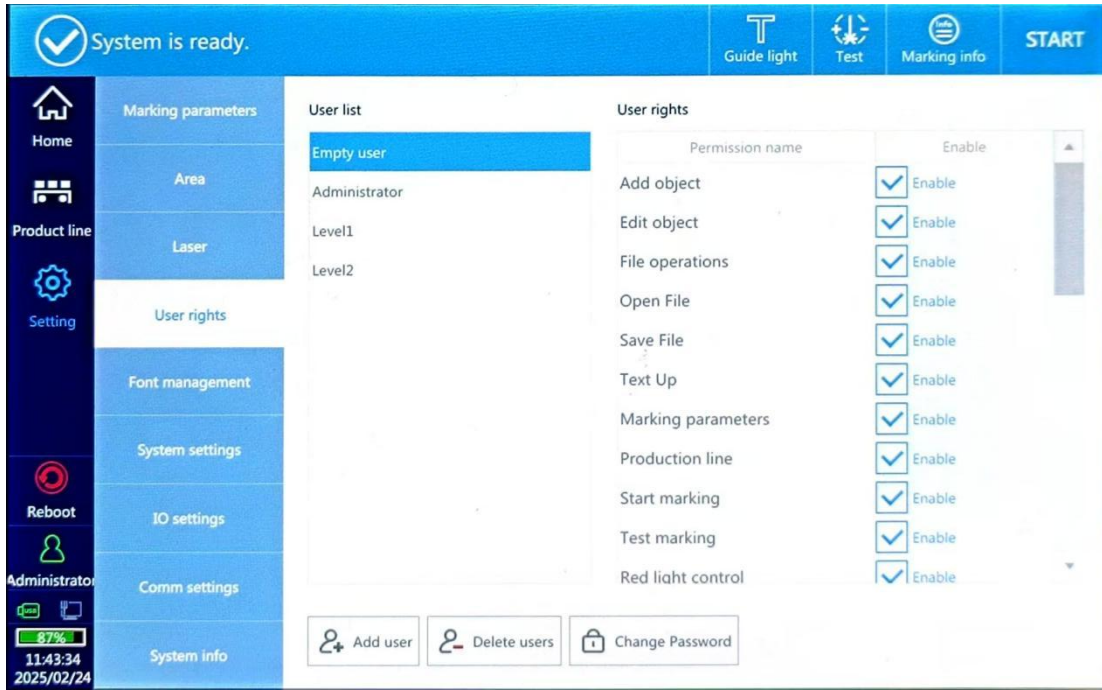 System is ready.
Guide light
Test
Info
Marking info
START
Home
Product line
Setting
Reboot
Administrator
USB
87%
11:43:34
2025/02/24
Marking parameters
Area
Laser
User rights
Font management
System settings
IO settings
Comm settings
System info
User list
Empty user
Administrator
Level1
Level2
Add user
Delete users
Change Password
User rights
Permission name Enable
Add object Enable
Edit object Enable
File operations Enable
Open File Enable
Save File Enable
Text Up Enable
Marking parameters Enable
Production line Enable
Start marking Enable
Test marking Enable
Red light control Enable